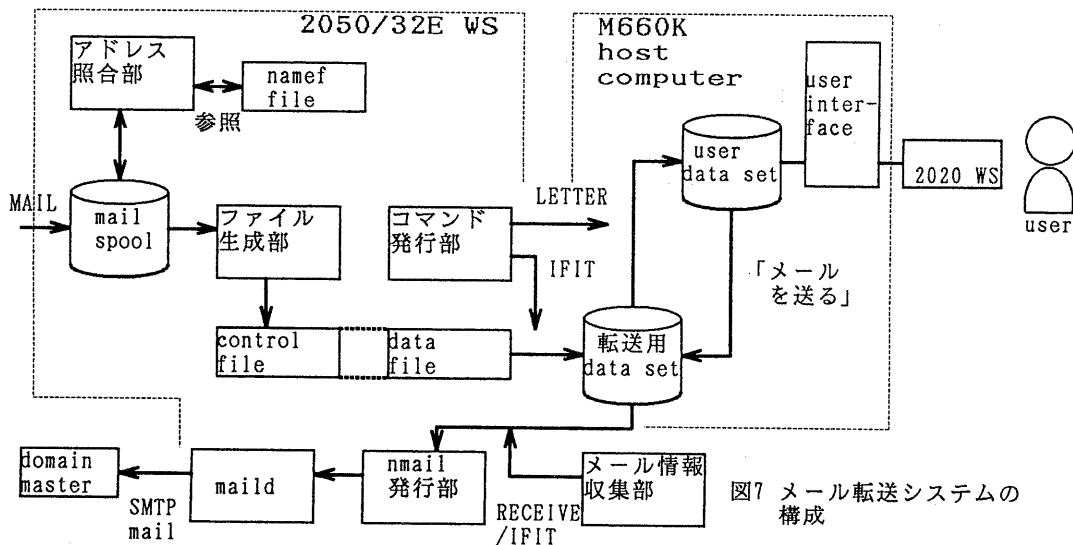 2050/32E WS
M660K
host
computer
アドレス
照合部
namef
file
参照
user
inter-
face
user
data set
2020 WS
user
MAIL
mail
spool
ファイル
生成部
コマンド
発行部
LETTER
IFIT
「メール
を送る」
control
file
data
file
転送用
data set
domain
master
SMTP
mail
maild
nmail
発行部
RECEIVE
/IFIT
メール情報
収集部
図7 メール転送システムの
構成